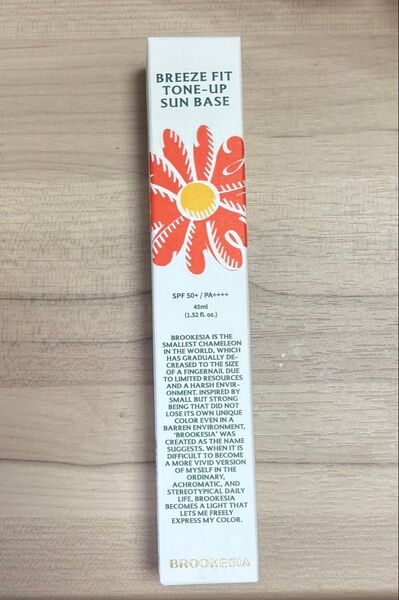 BREEZE FIT
TONE-UP
SUN BASE
SPF 50+ / PA++++
45ml
(1.52 fl. oz.)
BROOKESIA IS THE
SMALLEST CHAMELEON
IN THE WORLD, WHICH
HAS GRADUALLY DE-
CREASED TO THE SIZE
OF A FINGERNAIL DUE
TO LIMITED RESOURCES
AND A HARSH ENVIR-
ONMENT. INSPIRED BY
SMALL BUT STRONG
BEING THAT DID NOT
LOSE ITS OWN UNIQUE
COLOR EVEN IN A
BARREN ENVIRONMENT,
'BROOKESIA' WAS
CREATED AS THE NAME
SUGGESTS. WHEN IT IS
DIFFICULT TO BECOME
A MORE VIVID VERSION
OF MYSELF IN THE
ORDINARY,
ACHROMATIC, AND
STEREOTYPICAL DAILY
LIFE, BROOKESIA
BECOMES A LIGHT THAT
LETS ME FREELY
EXPRESS MY COLOR.
BROOKESIA